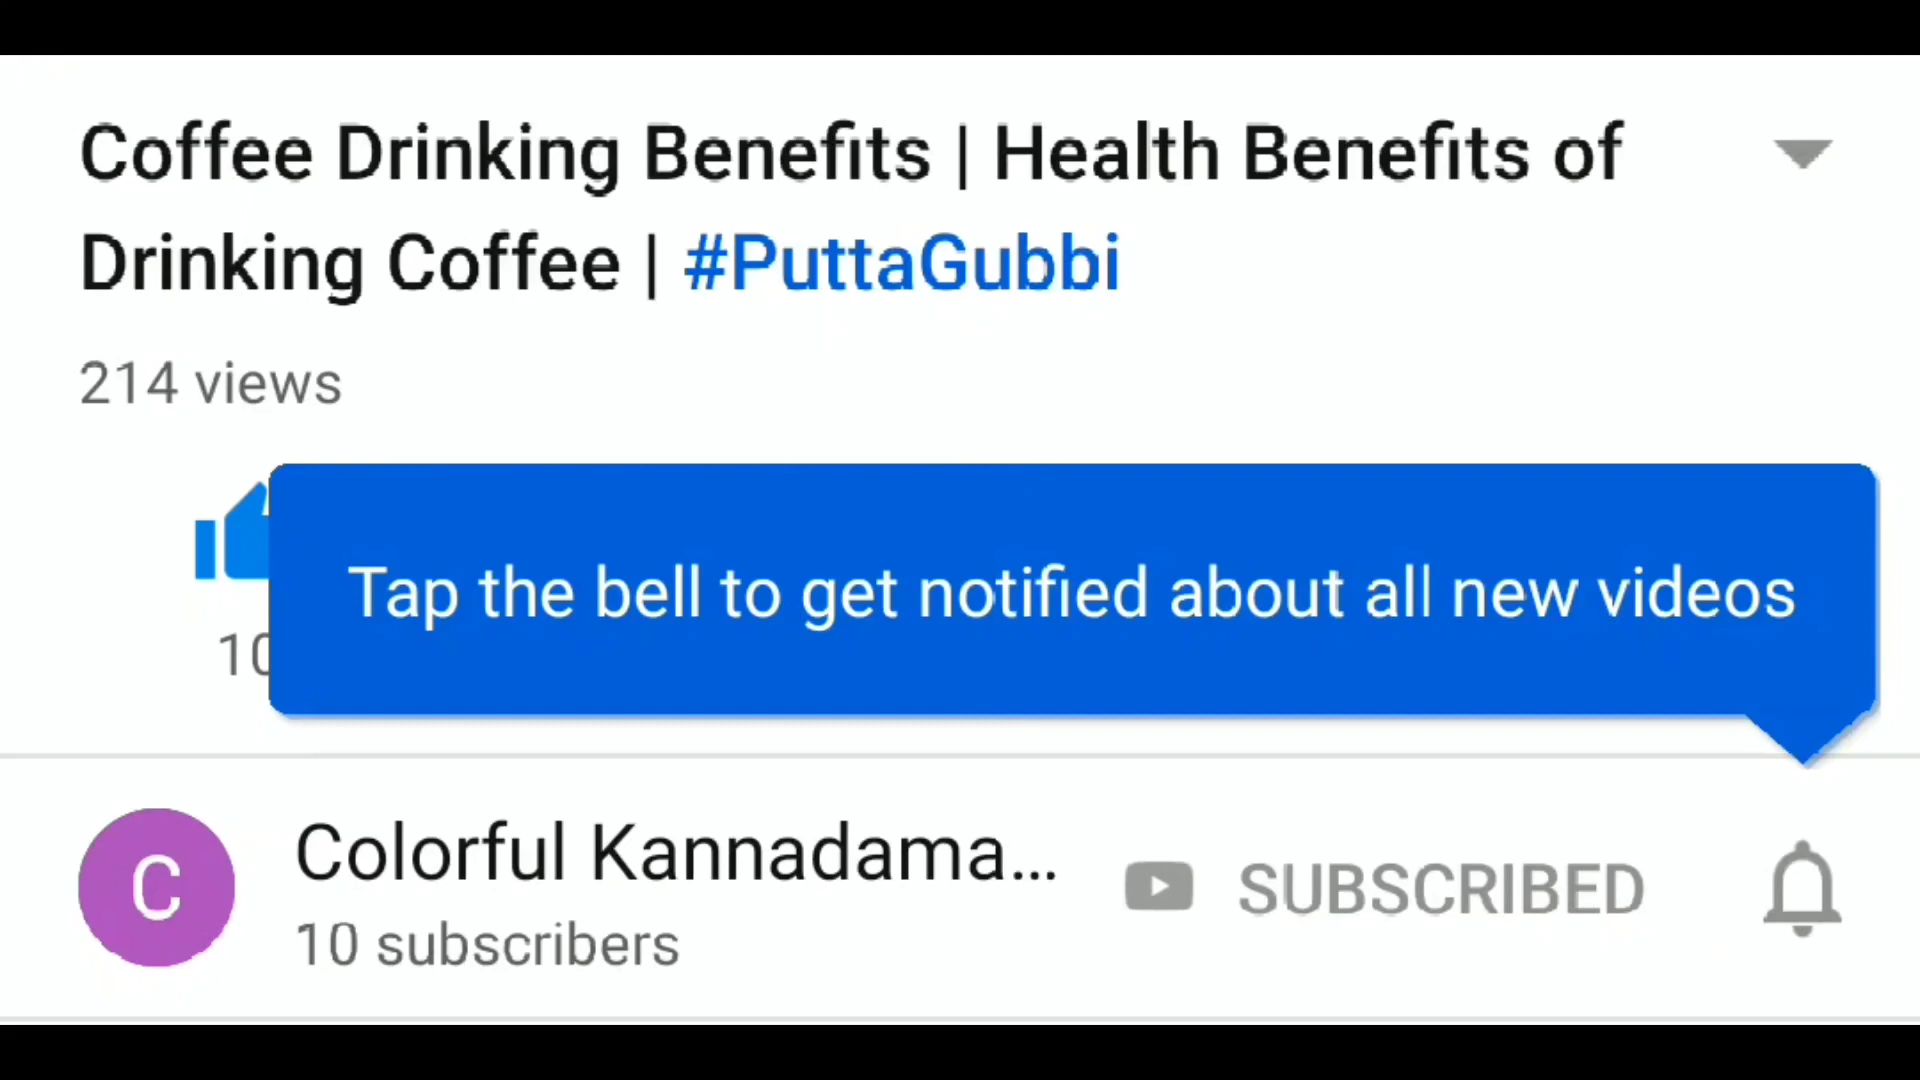 Coffee Drinking Benefits | Health Benefits of
Drinking Coffee | #PuttaGubbi
214 views
Tap the bell to get notified about all new videos
10
C
Colorful Kannadama...
SUBSCRIBED
10 subscribers